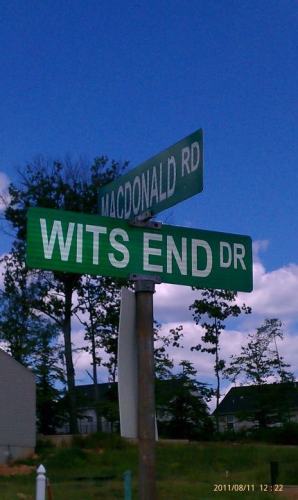 MACDONALD RD
WITS END DR
2011/08/11 12:22